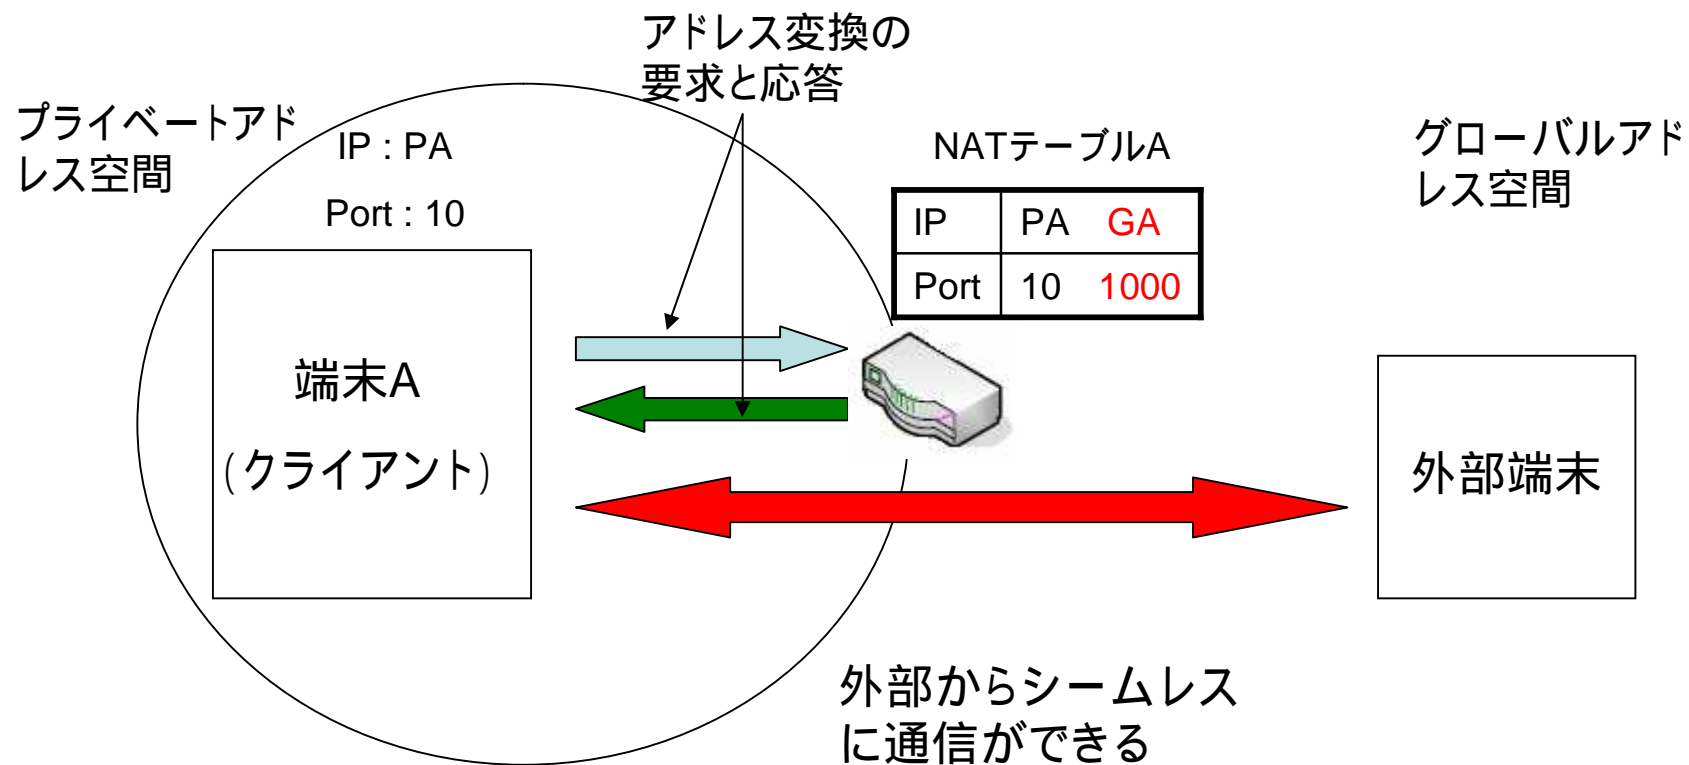 アドレス変換の
要求と応答
プライベートアド
レス空間
IP : PA
Port : 10
NATテーブルA
IP PA GA
Port 10 1000
グローバルアド
レス空間
端末A
(クライアント)
外部端末
外部からシームレス
に通信ができる